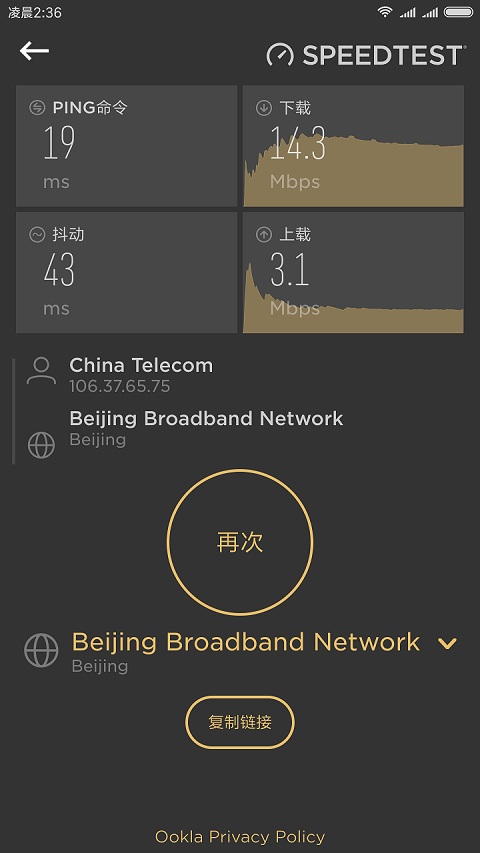 凌晨2:36
SPEEDTEST
PING命令
19
ms
下载
14.3
Mbps
抖动
43
ms
上载
3.1
Mbps
China Telecom
106.37.65.75
Beijing Broadband Network
Beijing
再次
Beijing Broadband Network
Beijing
复制链接
Ookla Privacy Policy